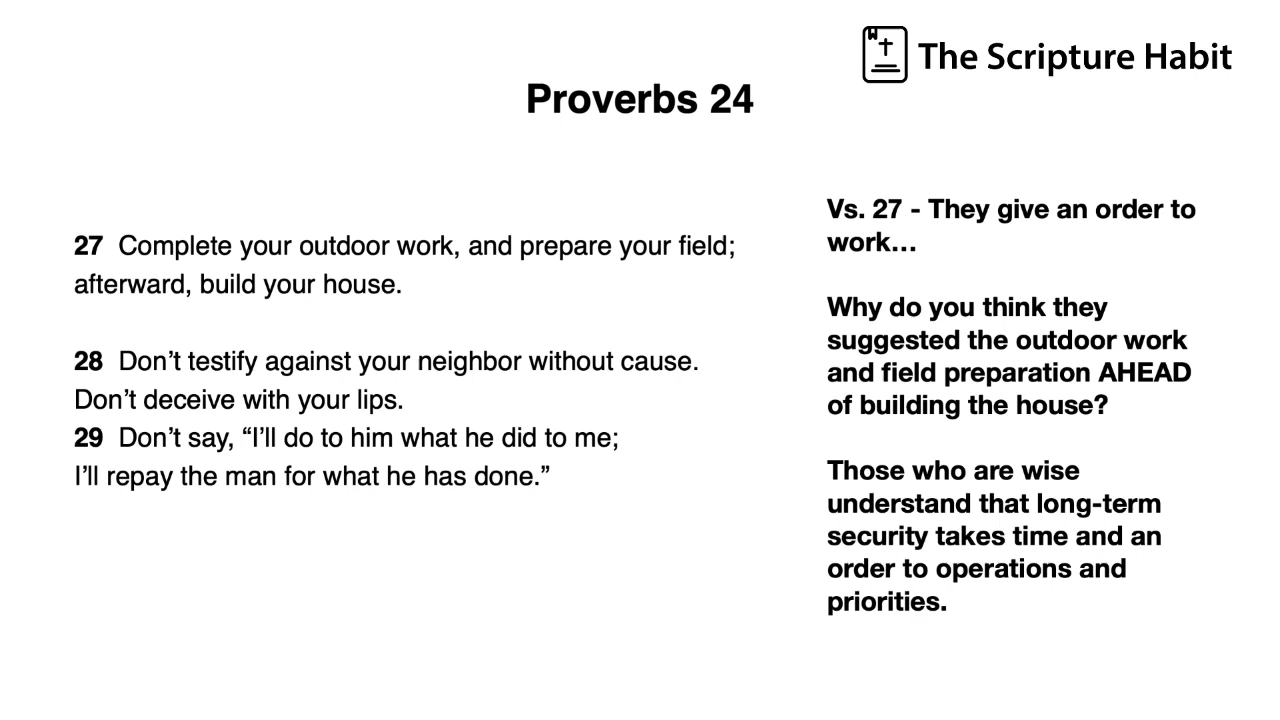 The Scripture Habit
Proverbs 24
27 Complete your outdoor work, and prepare your field;
afterward, build your house.
28 Don’t testify against your neighbor without cause.
Don’t deceive with your lips.
29 Don’t say, “I’ll do to him what he did to me;
I’ll repay the man for what he has done.”
Vs. 27 - They give an order to
work…
Why do you think they
suggested the outdoor work
and field preparation AHEAD
of building the house?
Those who are wise
understand that long-term
security takes time and an
order to operations and
priorities.